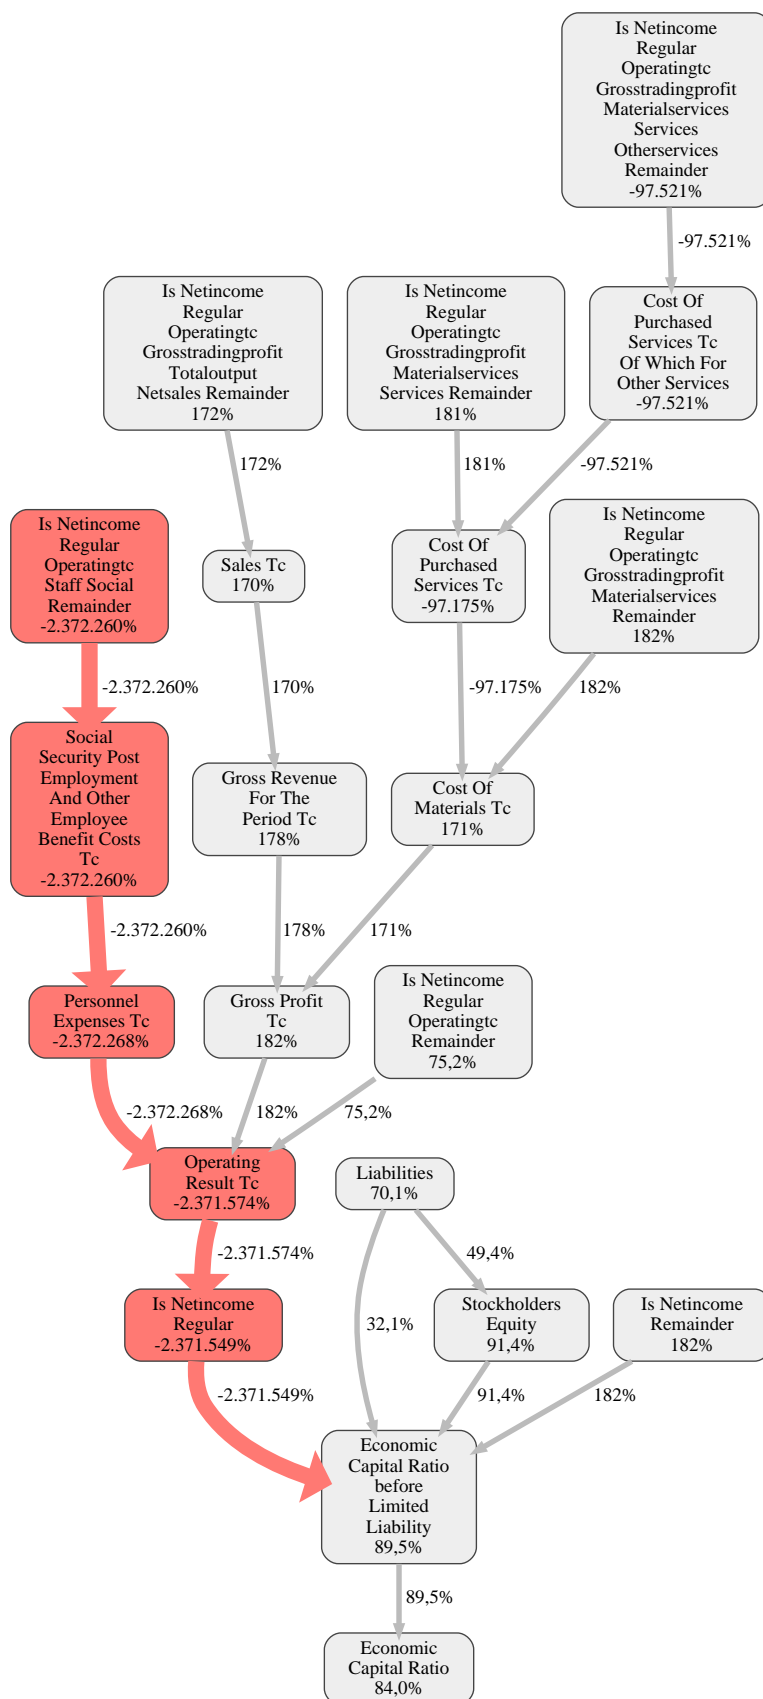 Is Netincome
Regular
Operatingtc
Grosstradingprofit
Materialservices
Services
Otherservices
Remainder
-97.521%
-97.521%
Is Netincome
Regular
Operatingtc
Grosstradingprofit
Totaloutput
Netsales Remainder
172%
Is Netincome
Regular
Operatingtc
Grosstradingprofit
Materialservices
Services Remainder
181%
Cost Of
Purchased
Services Tc
Of Which For
Other Services
-97.521%
172%
181%
-97.521%
Is Netincome
Regular
Operatingtc
Staff Social
Remainder
-2.372.260%
Sales Tc
170%
Cost Of
Purchased
Services Tc
-97.175%
Is Netincome
Regular
Operatingtc
Grosstradingprofit
Materialservices
Remainder
182%
-2.372.260%
170%
-97.175%
182%
Social
Security Post
Employment
And Other
Employee
Benefit Costs
Tc
-2.372.260%
Gross Revenue
For The
Period Tc
178%
Cost Of
Materials Tc
171%
-2.372.260%
178%
171%
Personnel
Expenses Tc
-2.372.268%
Gross Profit
Tc
182%
Is Netincome
Regular
Operatingtc
Remainder
75,2%
-2.372.268%
182%
75,2%
Operating
Result Tc
-2.371.574%
Liabilities
70,1%
-2.371.574%
49,4%
Is Netincome
Regular
-2.371.549%
32,1%
Stockholders
Equity
91,4%
Is Netincome
Remainder
182%
-2.371.549%
91,4%
182%
Economic
Capital Ratio
before
Limited
Liability
89,5%
89,5%
Economic
Capital Ratio
84,0%